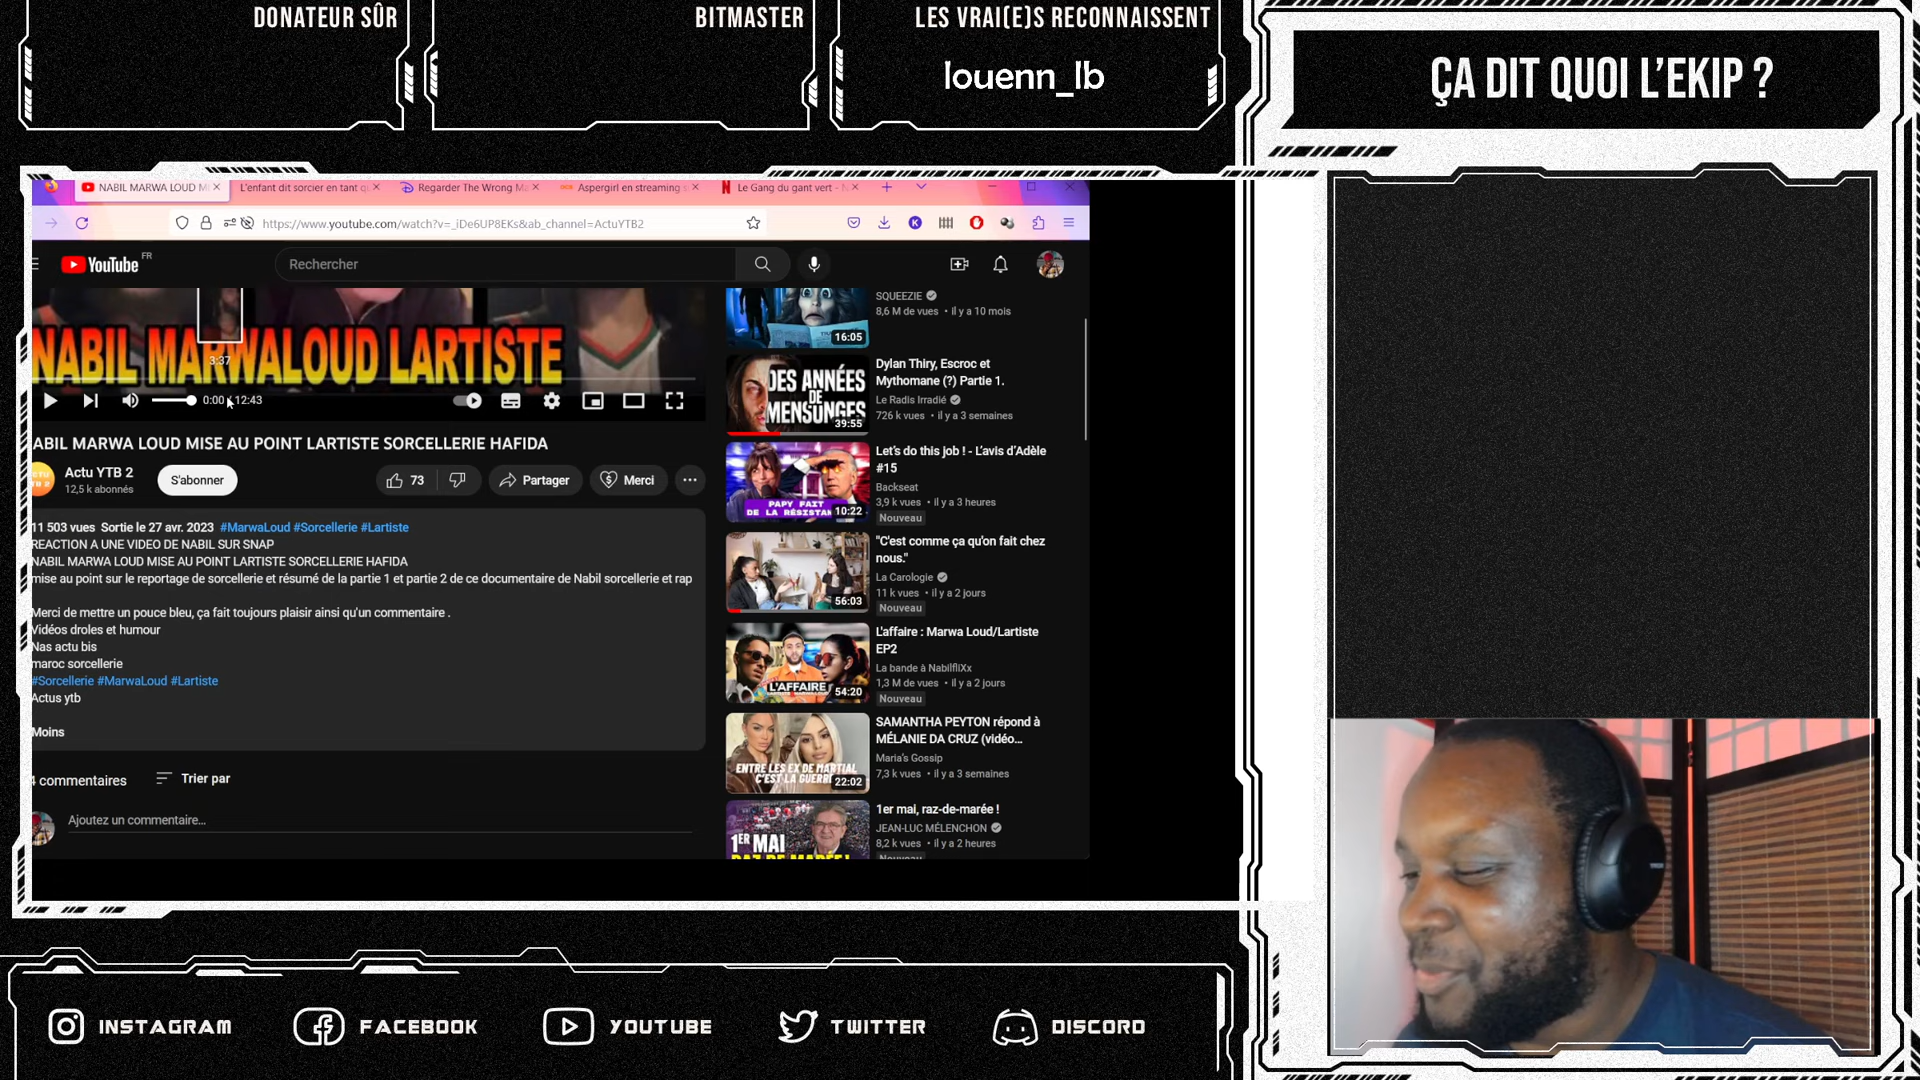 DONATEUR SÛR
BITMASTER
LES VRAI(E)S RECONNAISSENT
louenn_lb
ÇA DIT QUOI L'EKIP ?
NABIL MARWA LOUD M
L'enfant dit sorcier en tant
Regarder The Wrong Ma
Aspergirl en streaming
Le Gang du gant vert - N
https://www.youtube.com/watch?v=_iDe6UP8EKs&ab_channel=ActuYTB2
YouTube FR
Rechercher
NABIL MARWALOUD LARTISTE
3:37
0:00 / 12:43
ABIL MARWA LOUD MISE AU POINT LARTISTE SORCELLERIE HAFIDA
Actu YTB 2
12,5 k abonnés
S'abonner
73
Partager
Merci
11 503 vues Sortie le 27 avr. 2023 #MarwaLoud #Sorcellerie #Lartiste
REACTION A UNE VIDEO DE NABIL SUR SNAP
NABIL MARWA LOUD MISE AU POINT LARTISTE SORCELLERIE HAFIDA
mise au point sur le reportage de sorcellerie et résumé de la partie 1 et partie 2 de ce documentaire de Nabil sorcellerie et rap
Merci de mettre un pouce bleu, ça fait toujours plaisir ainsi qu'un commentaire .
Vidéos droles et humour
Nas actu bis
maroc sorcellerie
#Sorcellerie #MarwaLoud #Lartiste
Actus ytb
Moins
4 commentaires
Trier par
Ajoutez un commentaire...
16:05
SQUEEZIE
8,6 M de vues • il y a 10 mois
DES ANNÉES
DE
MENSONGES
39:55
Dylan Thiry, Escroc et
Mythomane (?) Partie 1.
Le Radis Irradié
726 k vues • il y a 3 semaines
PAPY FAIT
DE LA RÉSISTAN
10:22
Let's do this job ! - L'avis d'Adèle
#15
Backseat
3,9 k vues • il y a 3 heures
Nouveau
56:03
"C'est comme ça qu'on fait chez
nous."
La Carologie
11 k vues • il y a 2 jours
Nouveau
L'AFFAIRE
54:20
L'affaire : Marwa Loud/Lartiste
EP2
La bande à NabilfliXx
1,3 M de vues • il y a 2 jours
Nouveau
ENTRE LES EX DE MARTIAL
C'EST LA GUERR
22:02
SAMANTHA PEYTON répond à
MÉLANIE DA CRUZ (vidéo...
Maria's Gossip
7,3 k vues • il y a 3 semaines
1ER
MAI
RAZ DE MARÉE !
1er mai, raz-de-marée !
JEAN-LUC MÉLENCHON
8,2 k vues • il y a 2 heures
Nouveau
INSTAGRAM
FACEBOOK
YOUTUBE
TWITTER
DISCORD